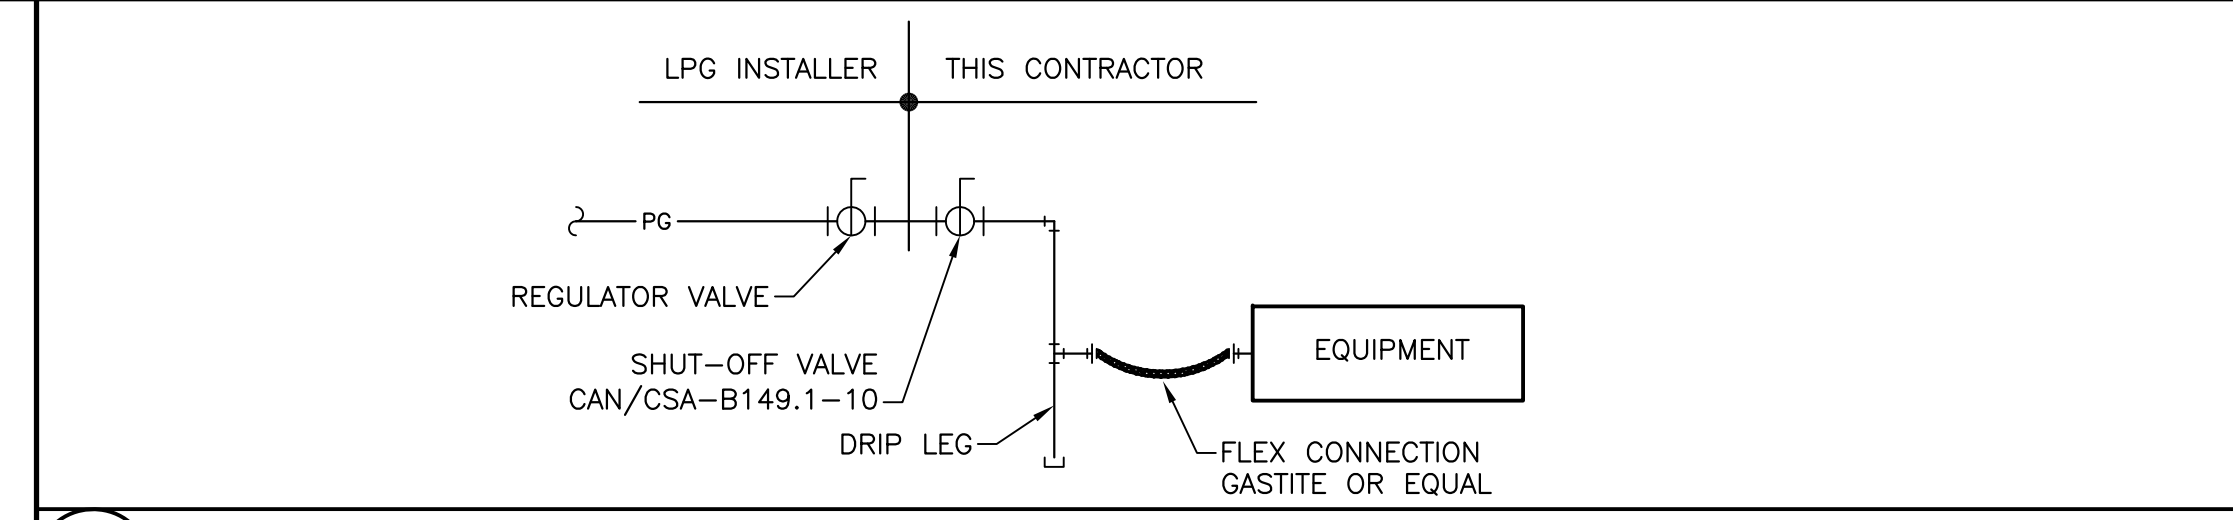 LPG INSTALLER
THIS CONTRACTOR
PG
REGULATOR VALVE
SHUT-OFF VALVE
CAN/CSA-B149.1-10
DRIP LEG
EQUIPMENT
FLEX CONNECTION
GASTITE OR EQUAL